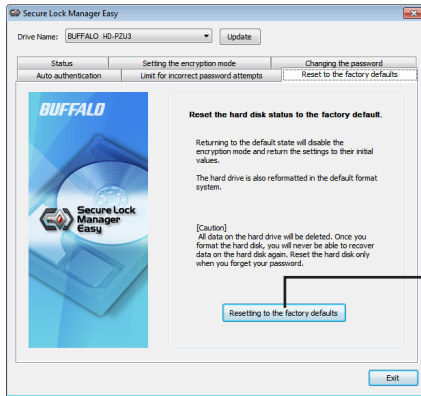 Secure Lock Manager Easy
Drive Name: BUFFALO HD-PZU3 Update
Status Setting the encryption mode Changing the password
Auto authentication Limit for incorrect password attempts Reset to the factory defaults
BUFFALO
Reset the hard disk status to the factory default.
Returning to the default state will disable the
encryption mode and return the settings to their initial
values.
The hard drive is also reformatted in the default format
system.
Secure Lock
Manager
Easy
[Caution]
All data on the hard drive will be deleted. Once you
format the hard disk, you will never be able to recover
data on the hard disk again. Reset the hard disk only
when you forget your password.
Resetting to the factory defaults
Exit